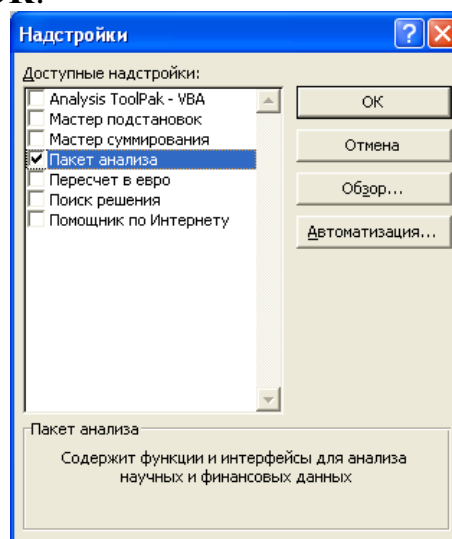 ОК.
Надстройки
Доступные надстройки:
Analysis ToolPak - VBA
Мастер подстановок
Мастер суммирования
Пакет анализа
Пересчет в евро
Поиск решения
Помощник по Интернету
ОК
Отмена
Обзор...
Автоматизация...
Пакет анализа
Содержит функции и интерфейсы для анализа
научных и финансовых данных